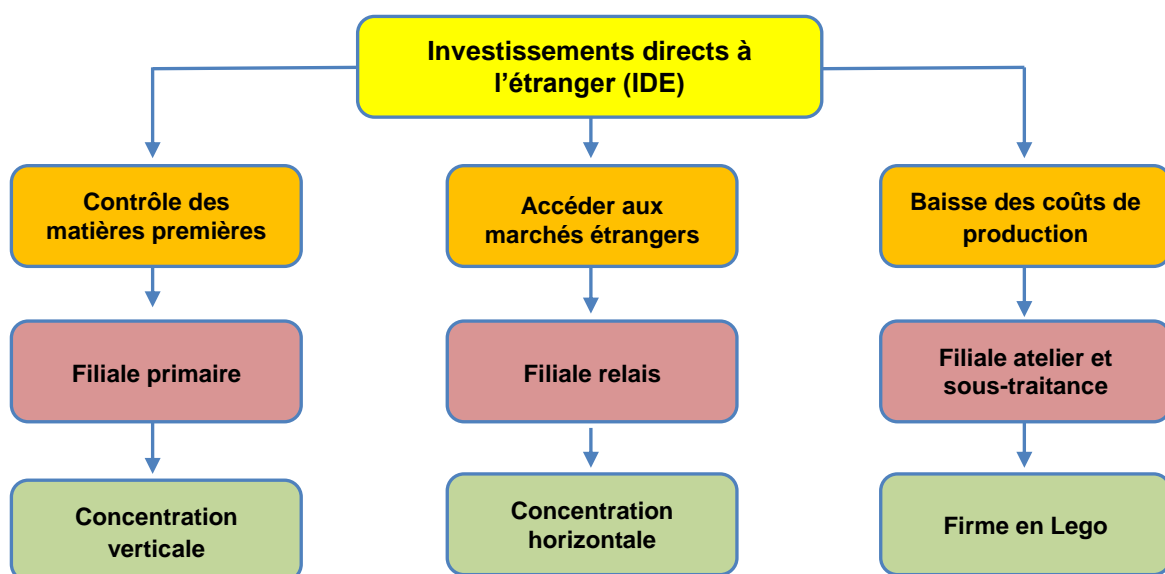 Investissements directs à
l’étranger (IDE)
Contrôle des
matières premières
Accéder aux
marchés étrangers
Baisse des coûts de
production
Filiale primaire
Filiale relais
Filiale atelier et
sous-traitance
Concentration
verticale
Concentration
horizontale
Firme en Lego